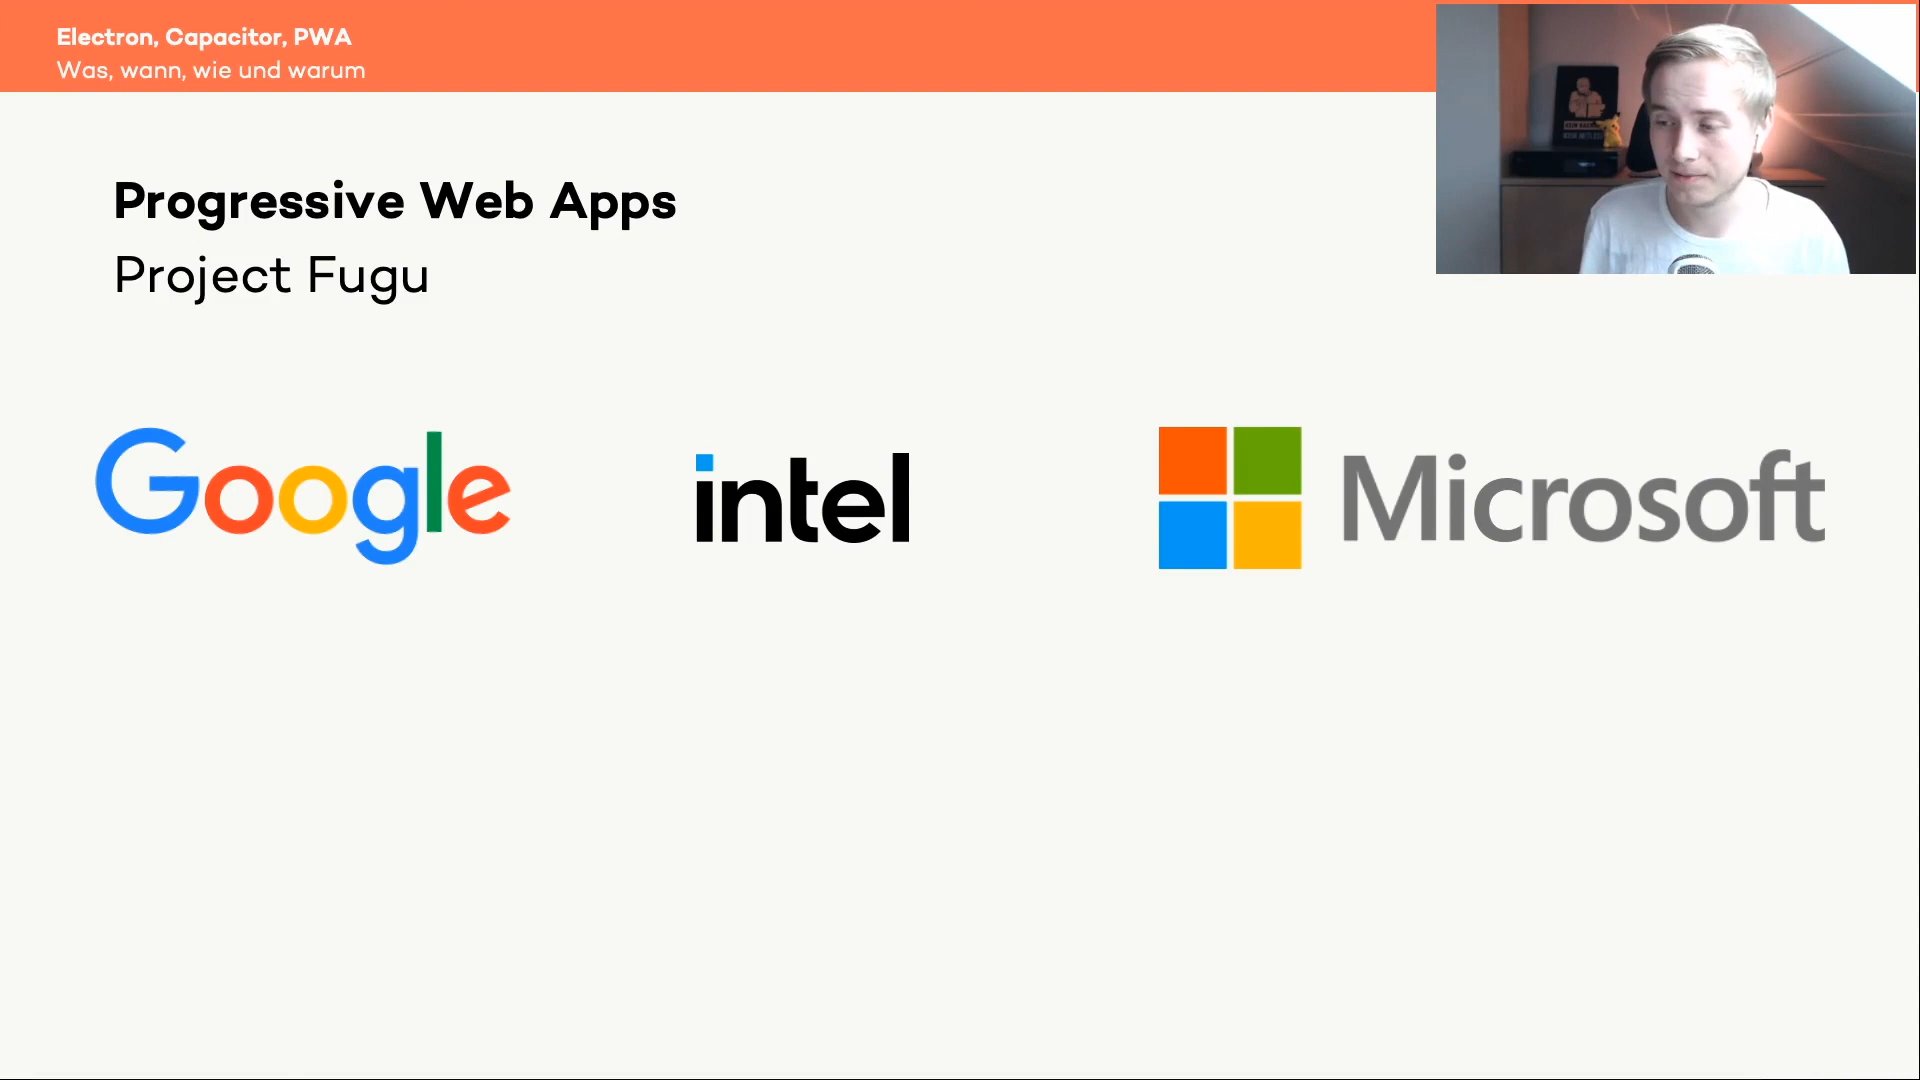 Electron, Capacitor, PWA
Was, wann, wie und warum
Progressive Web Apps
Project Fugu
Google
intel
Microsoft